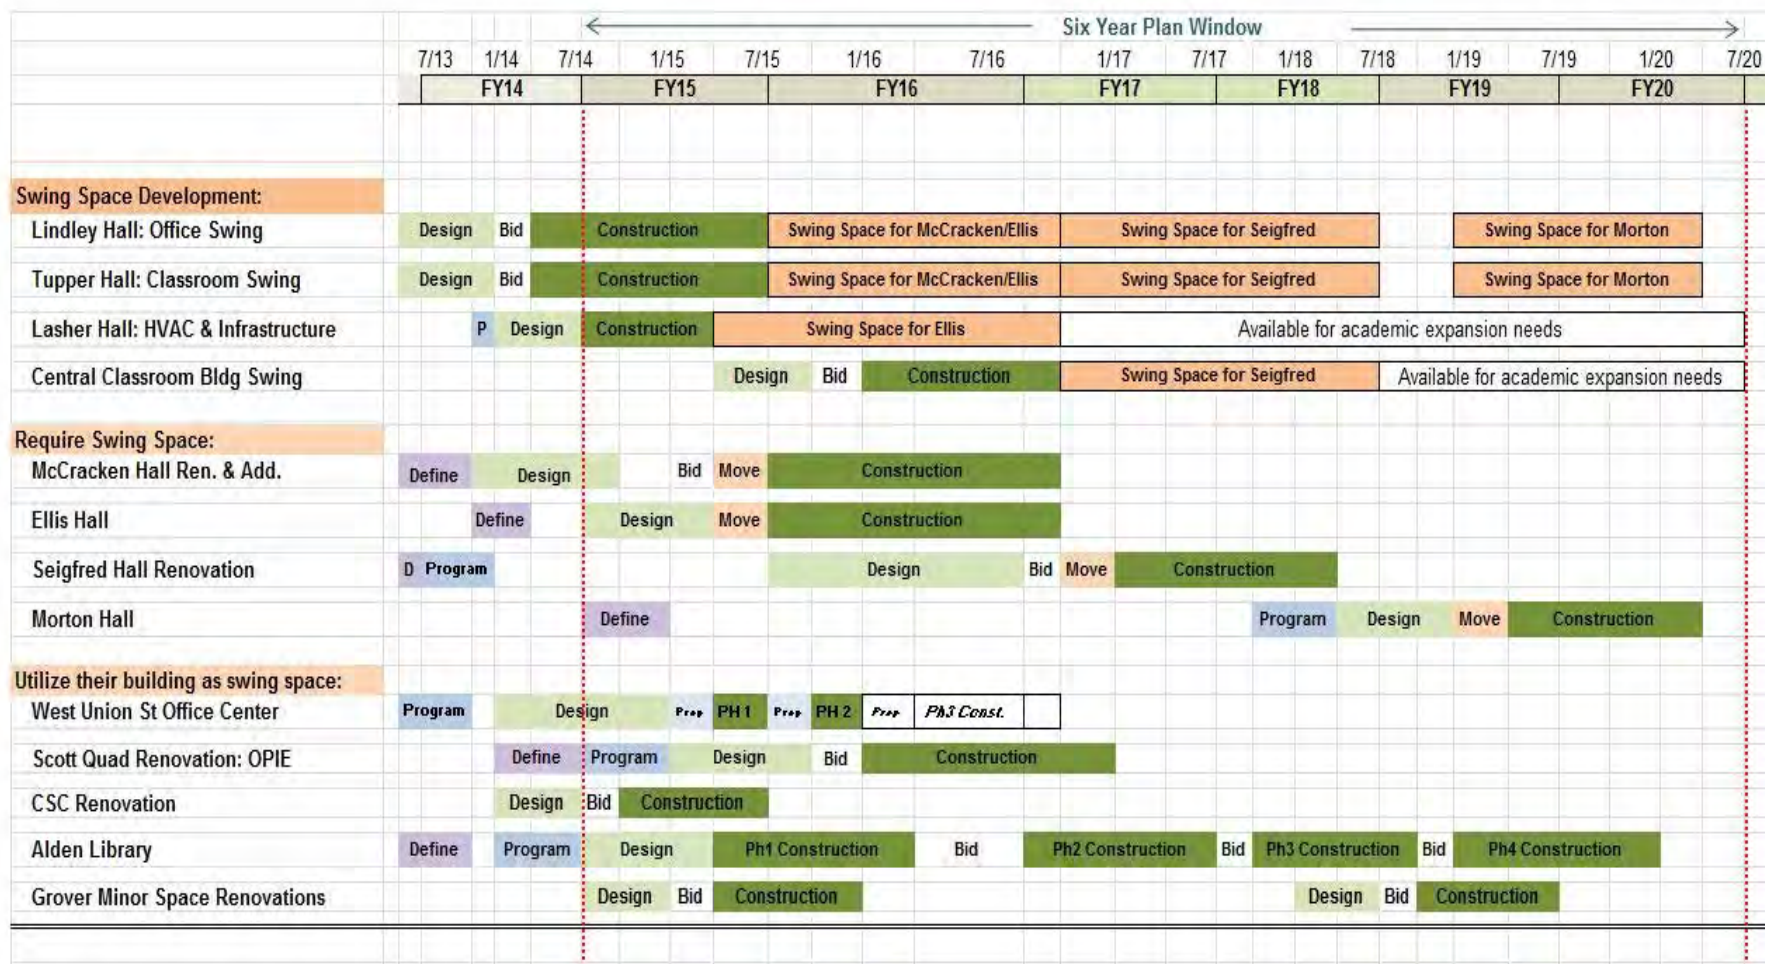 Six Year Plan Window
7/13 1/14 7/14 1/15 7/15 1/16 7/16 1/17 7/17 1/18 7/18 1/19 7/19 1/20 7/20
FY14 FY15 FY16 FY17 FY18 FY19 FY20
Swing Space Development:
Lindley Hall: Office Swing Design Bid Construction Swing Space for McCracken/Ellis Swing Space for Seigfred Swing Space for Morton
Tupper Hall: Classroom Swing Design Bid Construction Swing Space for McCracken/Ellis Swing Space for Seigfred Swing Space for Morton
Lasher Hall: HVAC & Infrastructure P Design Construction Swing Space for Ellis Available for academic expansion needs
Central Classroom Bldg Swing Design Bid Construction Swing Space for Seigfred Available for academic expansion needs
Require Swing Space:
McCracken Hall Ren. & Add. Define Design Bid Move Construction
Ellis Hall Define Design Move Construction
Seigfred Hall Renovation D Program Design Bid Move Construction
Morton Hall Define Program Design Move Construction
Utilize their building as swing space:
West Union St Office Center Program Design Prep PH 1 Prep PH 2 Prep Ph3 Const.
Scott Quad Renovation: OPIE Define Program Design Bid Construction
CSC Renovation Design Bid Construction
Alden Library Define Program Design Ph1 Construction Bid Ph2 Construction Bid Ph3 Construction Bid Ph4 Construction
Grover Minor Space Renovations Design Bid Construction Design Bid Construction